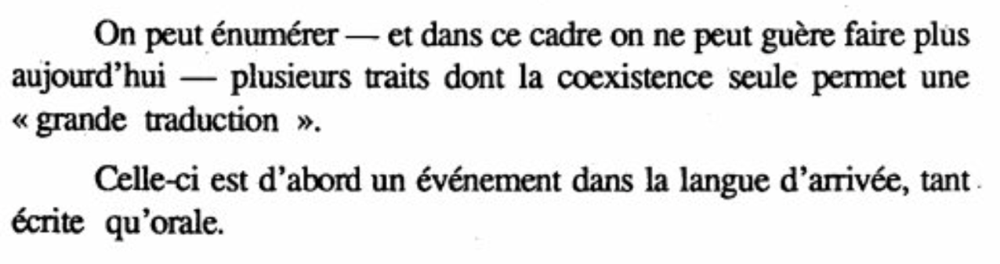 On peut énumérer — et dans ce cadre on ne peut guère faire plus
aujourd'hui — plusieurs traits dont la coexistence seule permet une
« grande traduction ».
Celle-ci est d'abord un événement dans la langue d'arrivée, tant
écrite qu'orale.